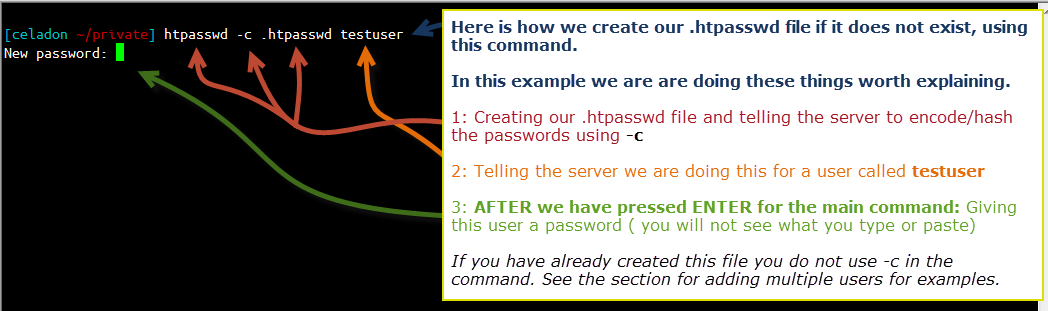 [celadon ~/private] htpasswd -c .htpasswd testuser
New password:
Here is how we create our .htpasswd file if it does not exist, using
this command.
In this example we are are doing these things worth explaining.
1: Creating our .htpasswd file and telling the server to encode/hash
the passwords using -c
2: Telling the server we are doing this for a user called testuser
3: AFTER we have pressed ENTER for the main command: Giving
this user a password ( you will not see what you type or paste)
If you have already created this file you do not use -c in the
command. See the section for adding multiple users for examples.